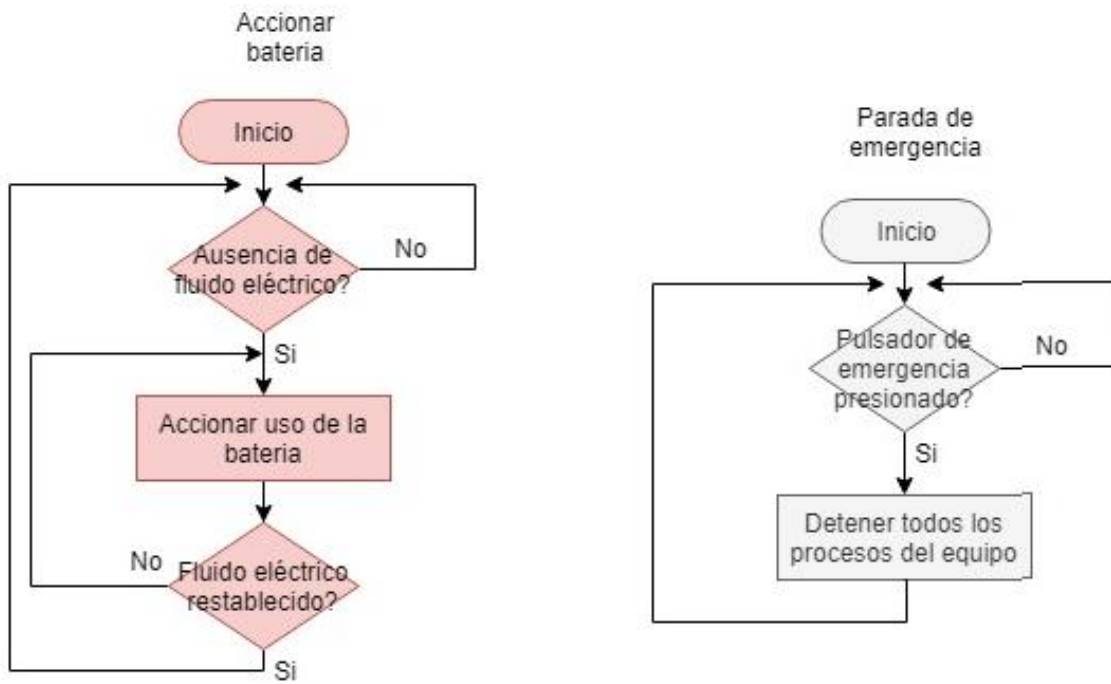 Accionar
bateria
Inicio
Ausencia de
fluido eléctrico?
No
Si
Accionar uso de la
bateria
No
Fluido eléctrico
restablecido?
Si
Parada de
emergencia
Inicio
Pulsador de
emergencia
presionado?
No
Si
Detener todos los
procesos del equipo